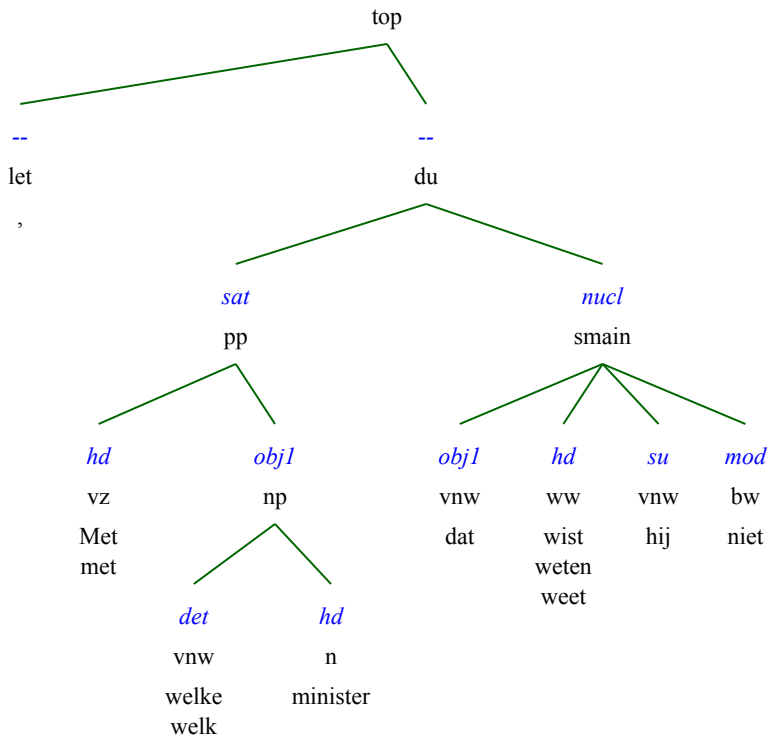 top
-- --
let du
,
sat nucl
pp smain
hd obj1 obj1 hd su mod
vz np vnw ww vnw bw
Met dat wist hij niet
met weten
weet
det hd
vnw n
welke minister
welk